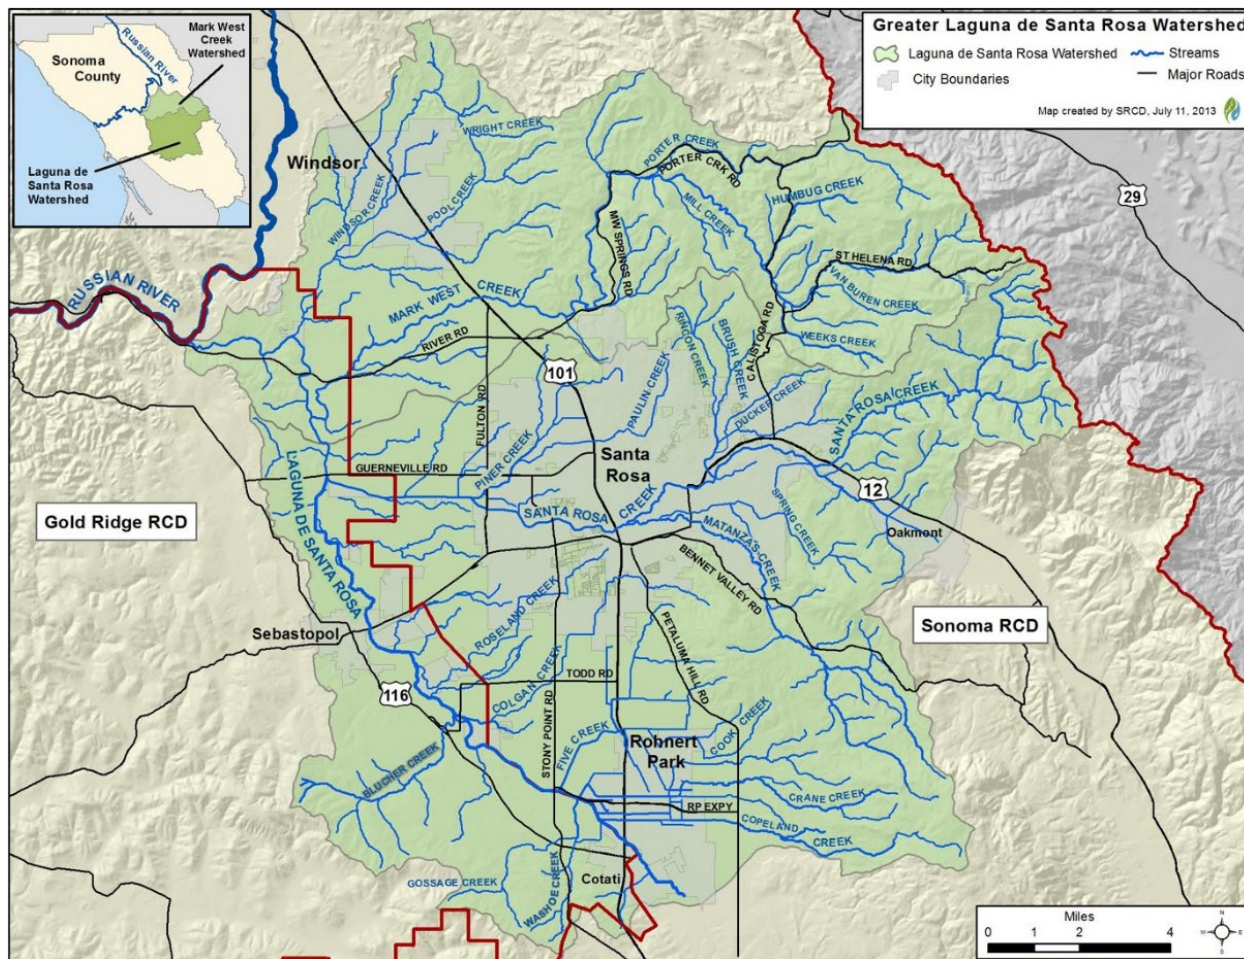 Greater Laguna de Santa Rosa Watershed
Laguna de Santa Rosa Watershed
Streams
City Boundaries
Major Roads
Map created by SRCD, July 11, 2013
Mark West
Creek
Watershed
Russian River
Sonoma
County
Laguna de
Santa Rosa
Watershed
Windsor
WRIGHT CREEK
PORTER CREEK
PORTER CRK RD
29
WINDSOR CREEK
POOL CREEK
MILL CREEK
HUMBUG CREEK
MW SPRINGS RD
ST HELENA RD
RUSSIAN RIVER
VAN BUREN CREEK
MARK WEST CREEK
RIVER RD
RINCON CREEK
BRUSH CREEK
CALISTOGA RD
WEEKS CREEK
101
PAULIN CREEK
DUCKER CREEK
SANTA ROSA CREEK
FULTON RD
Santa
Rosa
GUERNEVILLE RD
PINER CREEK
12
LAGUNA DE SANTA ROSA
SANTA ROSA CREEK
SPRING CREEK
Gold Ridge RCD
MATANZAS CREEK
Oakmont
BENNET VALLEY RD
Sebastopol
ROSELAND CREEK
PETALUMA HILL RD
Sonoma RCD
116
TODD RD
COLGAN CREEK
STONY POINT RD
FIVE CREEK
Rohnert
Park
COOK CREEK
BLUCHER CREEK
CRANE CREEK
RP EXPY
COPELAND CREEK
GOSSAGE CREEK
WASHOE CREEK
Cotati
Miles
0 1 2 4
N
W E
S